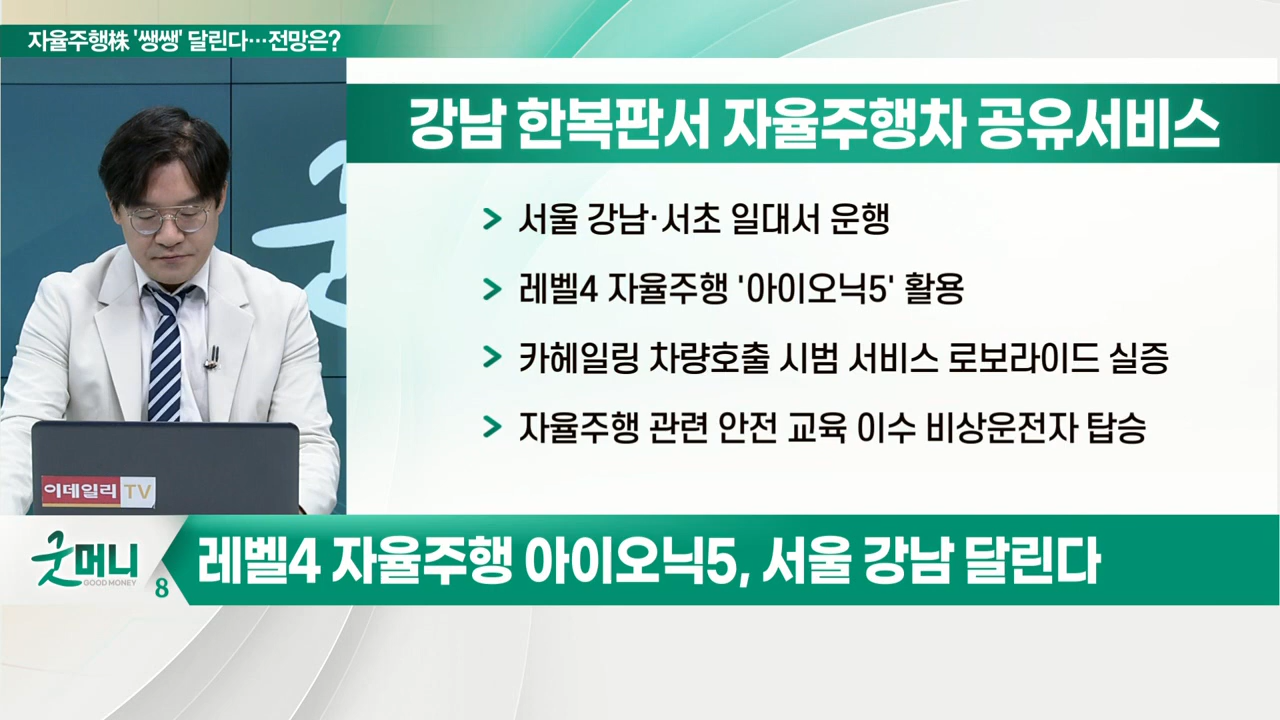 자율주행株 '쌩쌩' 달린다…전망은?
강남 한복판서 자율주행차 공유서비스
> 서울 강남·서초 일대서 운행
> 레벨4 자율주행 '아이오닉5' 활용
> 카헤일링 차량호출 시범 서비스 로보라이드 실증
> 자율주행 관련 안전 교육 이수 비상운전자 탑승
이데일리 TV
굿머니
GOOD MONEY
8
레벨4 자율주행 아이오닉5, 서울 강남 달린다